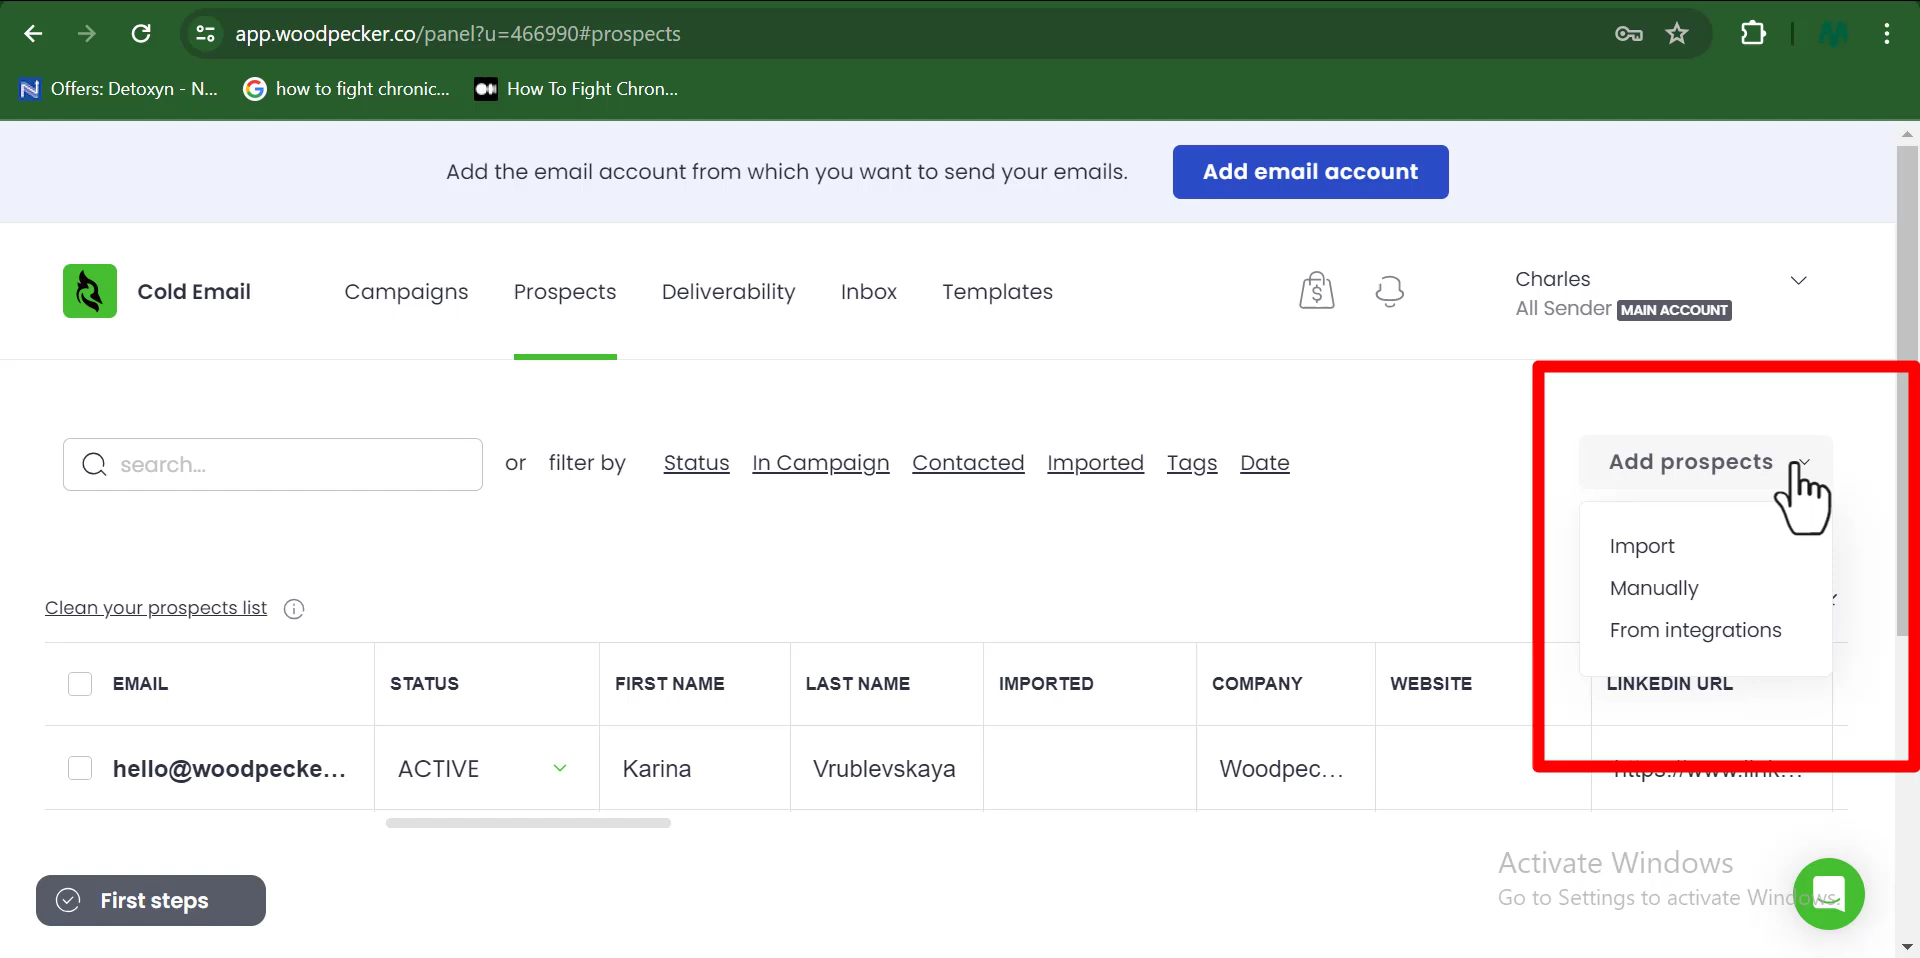 app.woodpecker.co/panel?u=466990#prospects
Offers: Detoxyn - N... how to fight chronic... How To Fight Chron...
Add the email account from which you want to send your emails. Add email account
Cold Email Campaigns Prospects Deliverability Inbox Templates
Charles
All Sender MAIN ACCOUNT
search... or filter by Status In Campaign Contacted Imported Tags Date Add prospects
Import
Manually
From integrations
Clean your prospects list
EMAIL STATUS FIRST NAME LAST NAME IMPORTED COMPANY WEBSITE LINKEDIN URL
hello@woodpecke... ACTIVE Karina Vrublevskaya Woodpec... https://www.link...
Activate Windows
Go to Settings to activate Windows.
First steps